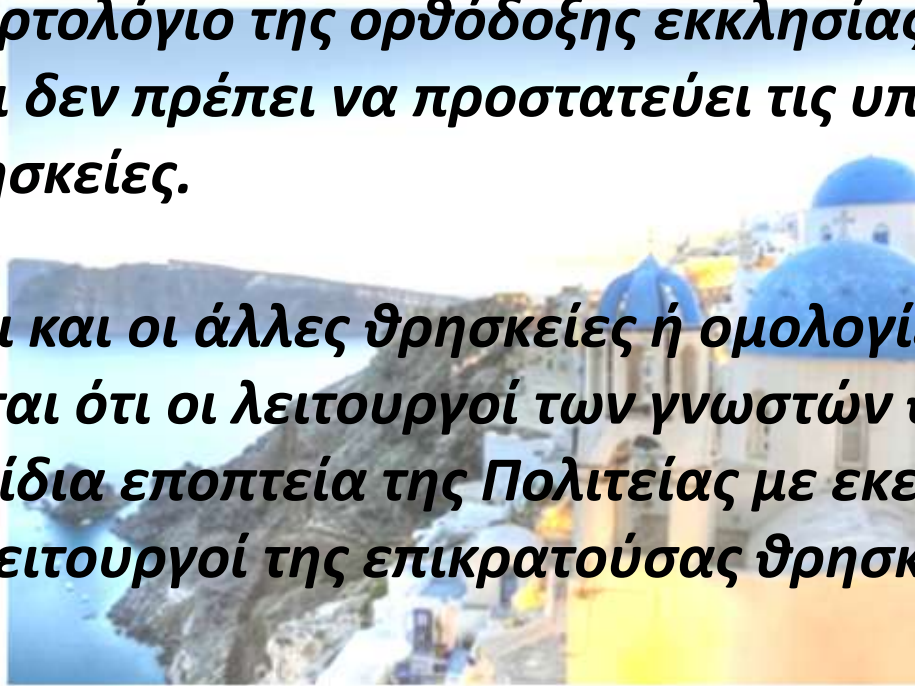 ρτολόγιο της ορθόδοξης εκκλησίας
ι δεν πρέπει να προστατεύει τις υπ
ησκείες.
ι και οι άλλες θρησκείες ή ομολογί
ται ότι οι λειτουργοί των γνωστών
ίδια εποπτεία της Πολιτείας με εκε
ειτουργοί της επικρατούσας θρησκ